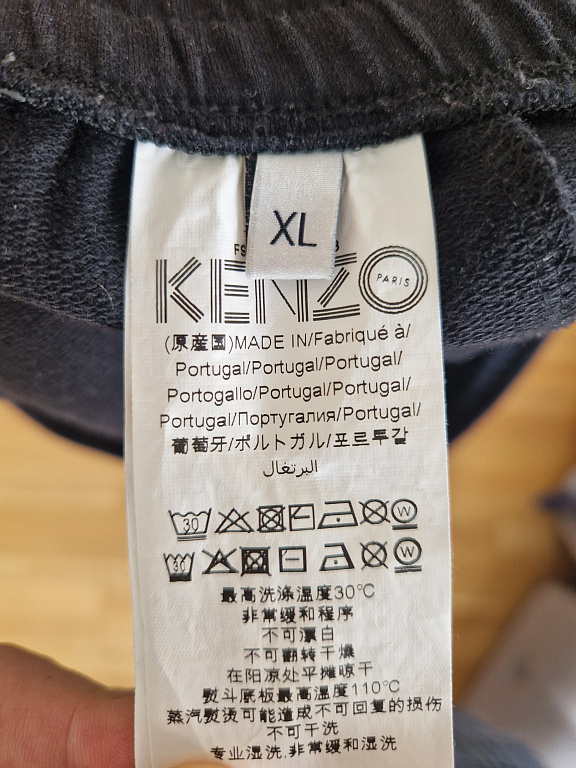 XL
KENZO
PARIS
(原産国)MADE IN/Fabriqué à/
Portugal/Portugal/Portugal/
Portogallo/Portugal/Portugal/
Portugal/Португалия/Portugal/
葡萄牙/ポルトガル/포르투갈
البرتغال
30 W
30 W
最高洗涤温度30℃
非常缓和程序
不可漂白
不可翻转干燥
在阴凉处平摊晾干
熨斗底板最高温度110℃
蒸汽熨烫可能造成不可回复的损伤
不可干洗
专业湿洗,非常缓和湿洗